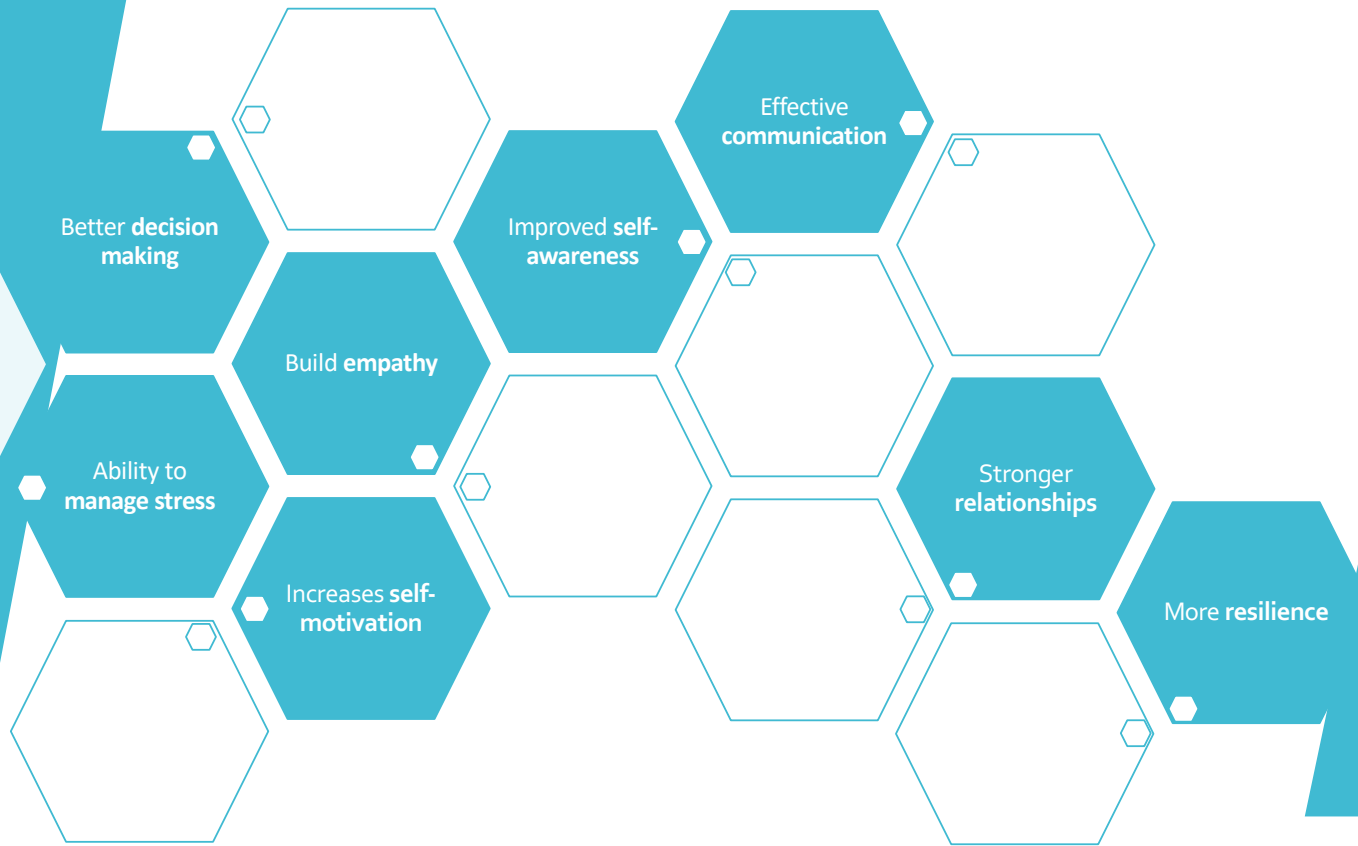 Effective
communication
Better decision
making
Improved self-
awareness
Build empathy
Ability to
manage stress
Stronger
relationships
Increases self-
motivation
More resilience